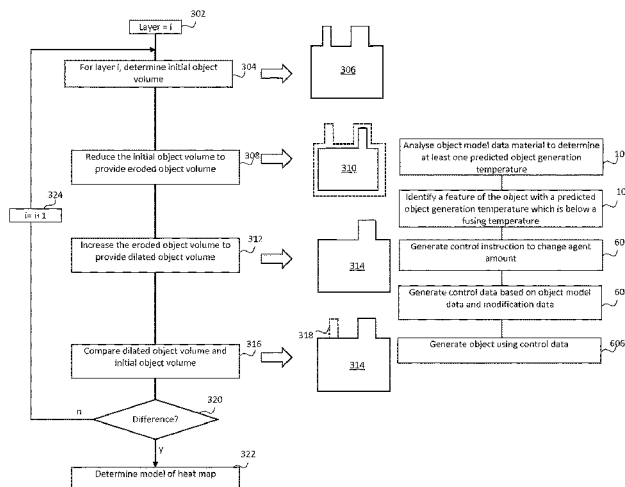 Layer = i
302
For layer i, determine initial object
volume
304
306
Reduce the initial object volume to
provide eroded object volume
308
310
324
i= i+1
Increase the eroded object volume to
provide dilated object volume
312
314
Compare dilated object volume and
initial object volume
316
318
314
n
Difference?
320
y
Determine model of heat map
322
Analyse object model data material to determine
at least one predicted object generation
temperature
10
Identify a feature of the object with a predicted
object generation temperature which is below a
fusing temperature
10
Generate control instruction to change agent
amount
60
Generate control data based on object model
data and modification data
60
Generate object using control data
606